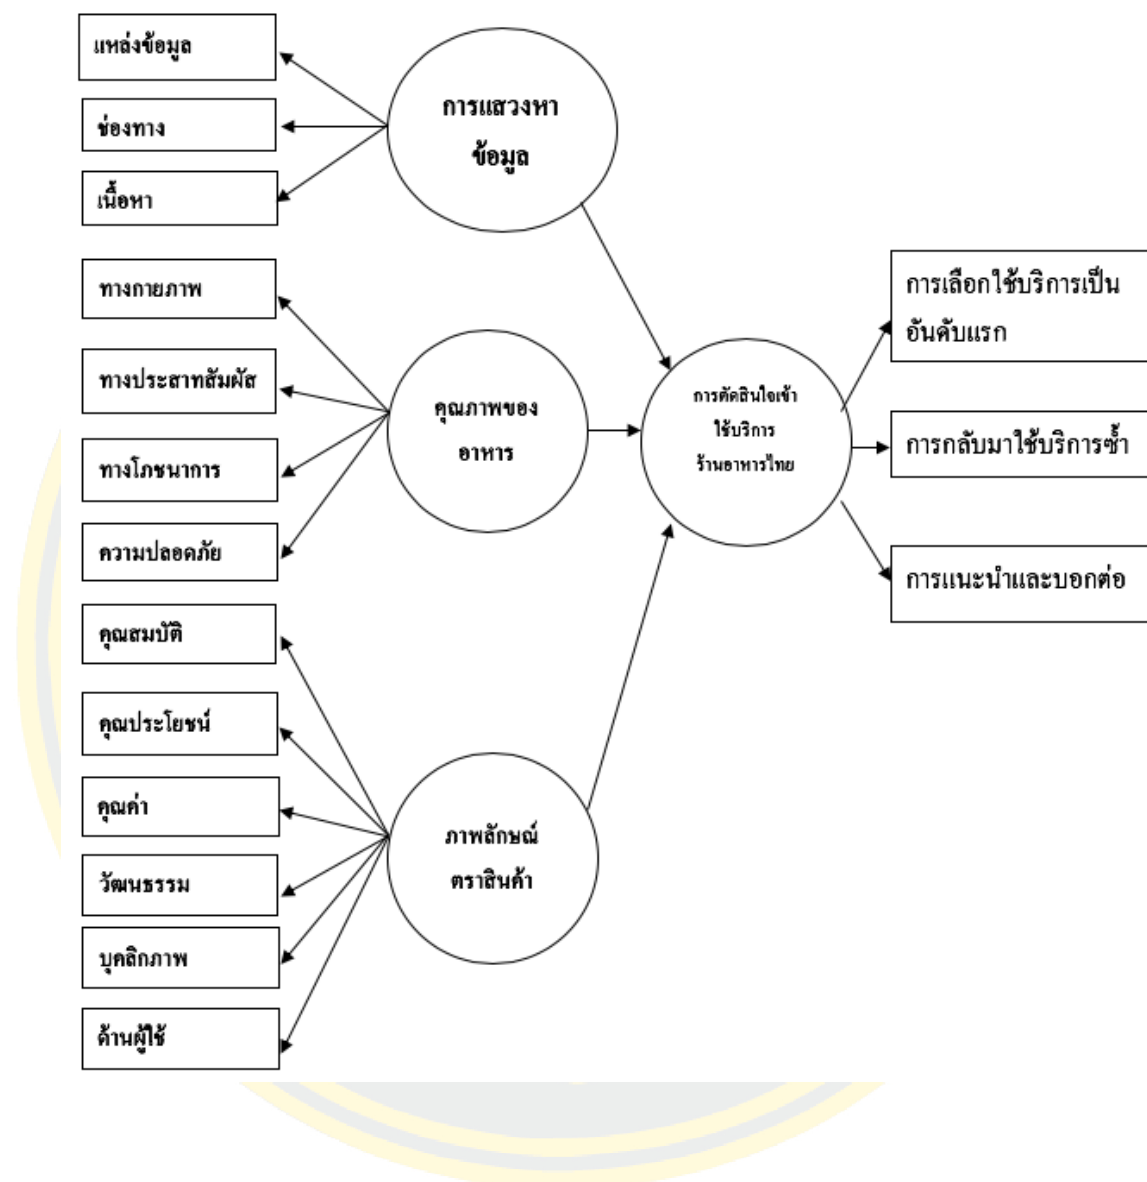 แหล่งข้อมูล
ช่องทาง
เนื้อหา
การแสวงหา
ข้อมูล
ทางกายภาพ
ทางประสาทสัมผัส
ทางโภชนาการ
ความปลอดภัย
คุณภาพของ
อาหาร
คุณสมบัติ
คุณประโยชน์
คุณค่า
วัฒนธรรม
บุคลิกภาพ
ด้านผู้ใช้
ภาพลักษณ์
ตราสินค้า
การตัดสินใจเข้า
ใช้บริการ
ร้านอาหารไทย
การเลือกใช้บริการเป็น
อันดับแรก
การกลับมาใช้บริการซ้ำ
การแนะนำและบอกต่อ